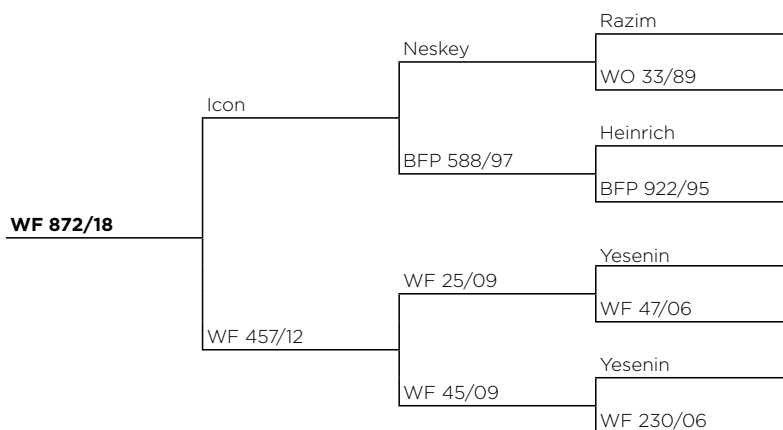 Razim
Neskey
WO 33/89
Icon
Heinrich
BFP 588/97
BFP 922/95
WF 872/18
Yesenin
WF 25/09
WF 47/06
WF 457/12
Yesenin
WF 45/09
WF 230/06